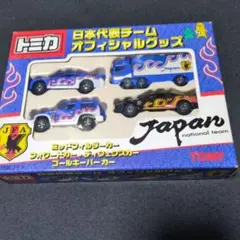 トミカ
日本代表チーム
オフィシャルグッズ
Japan
national team
JFA
ミッドフィルダーカー
フォワードカー・ディフェンスカー
ゴールキーパーカー
TOMY